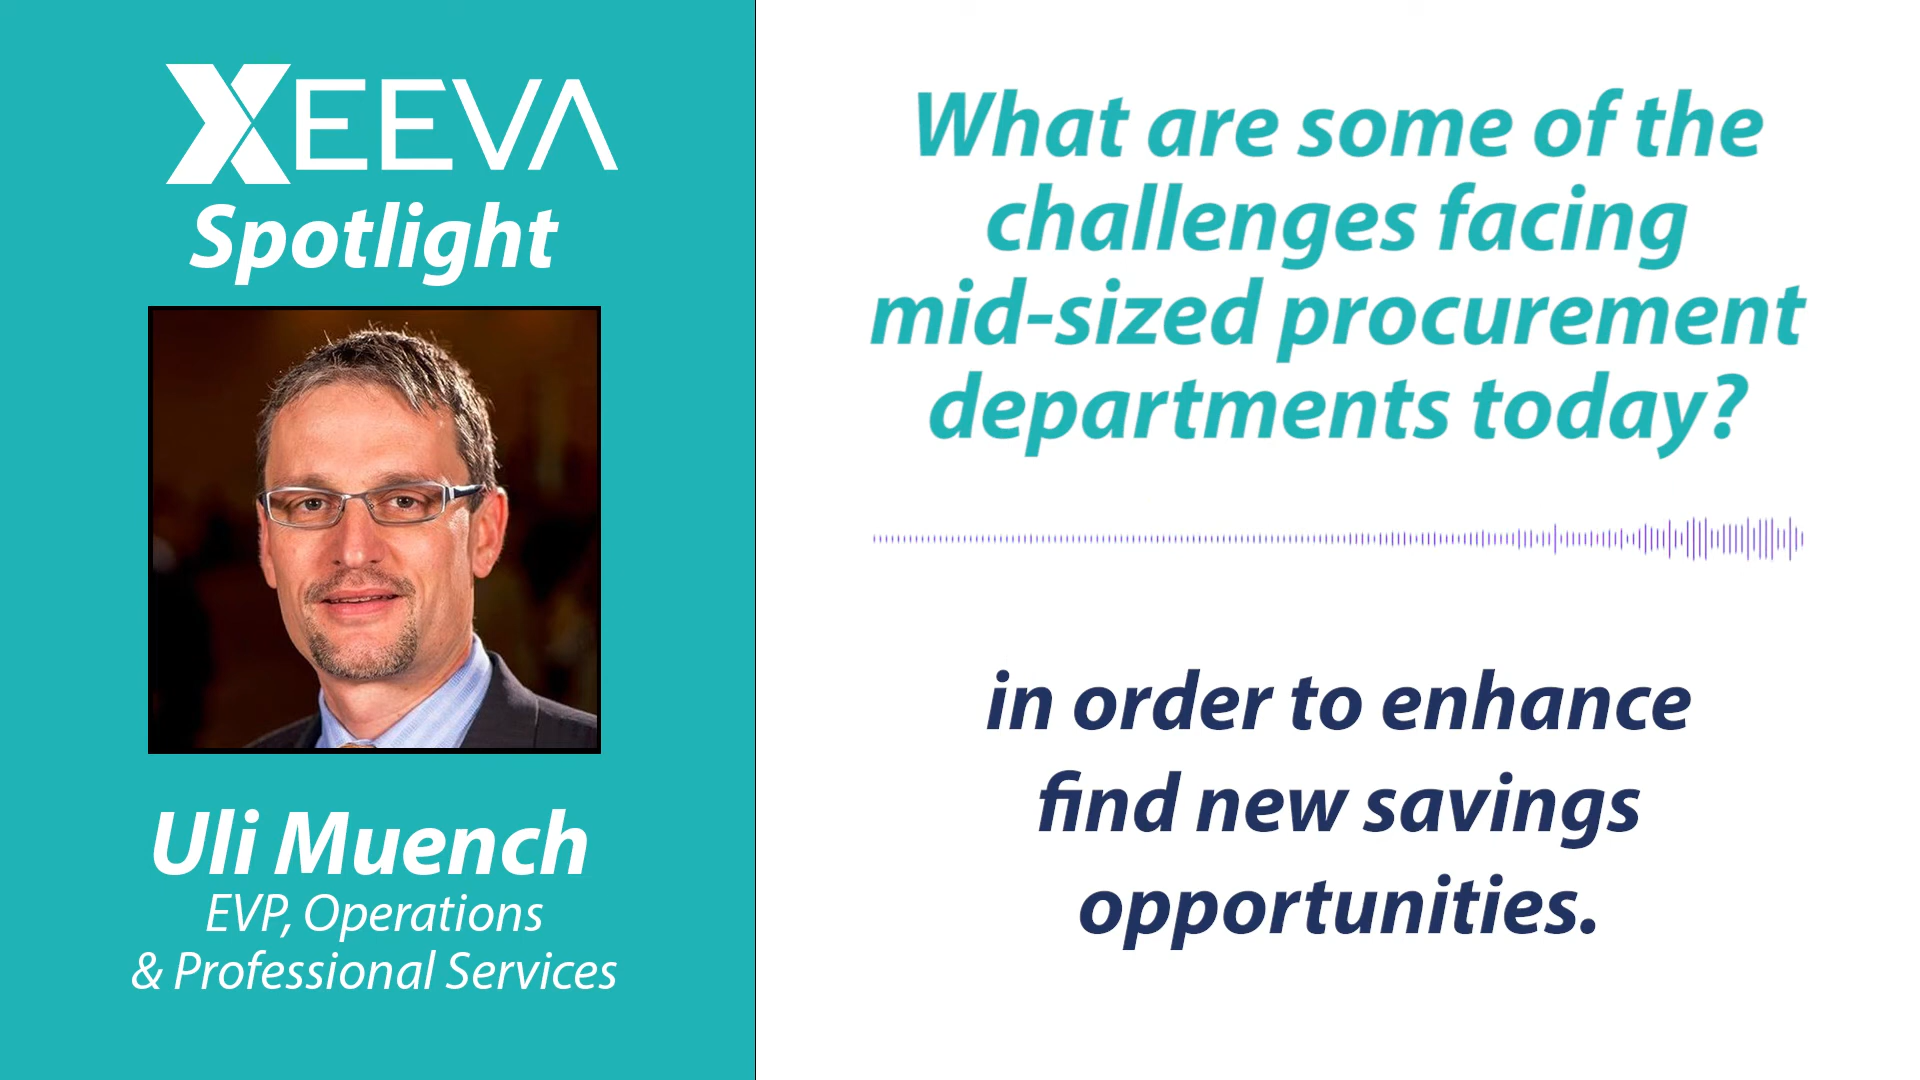 XEEVA
Spotlight
Uli Muench
EVP, Operations
& Professional Services
What are some of the
challenges facing
mid-sized procurement
departments today?
in order to enhance
find new savings
opportunities.